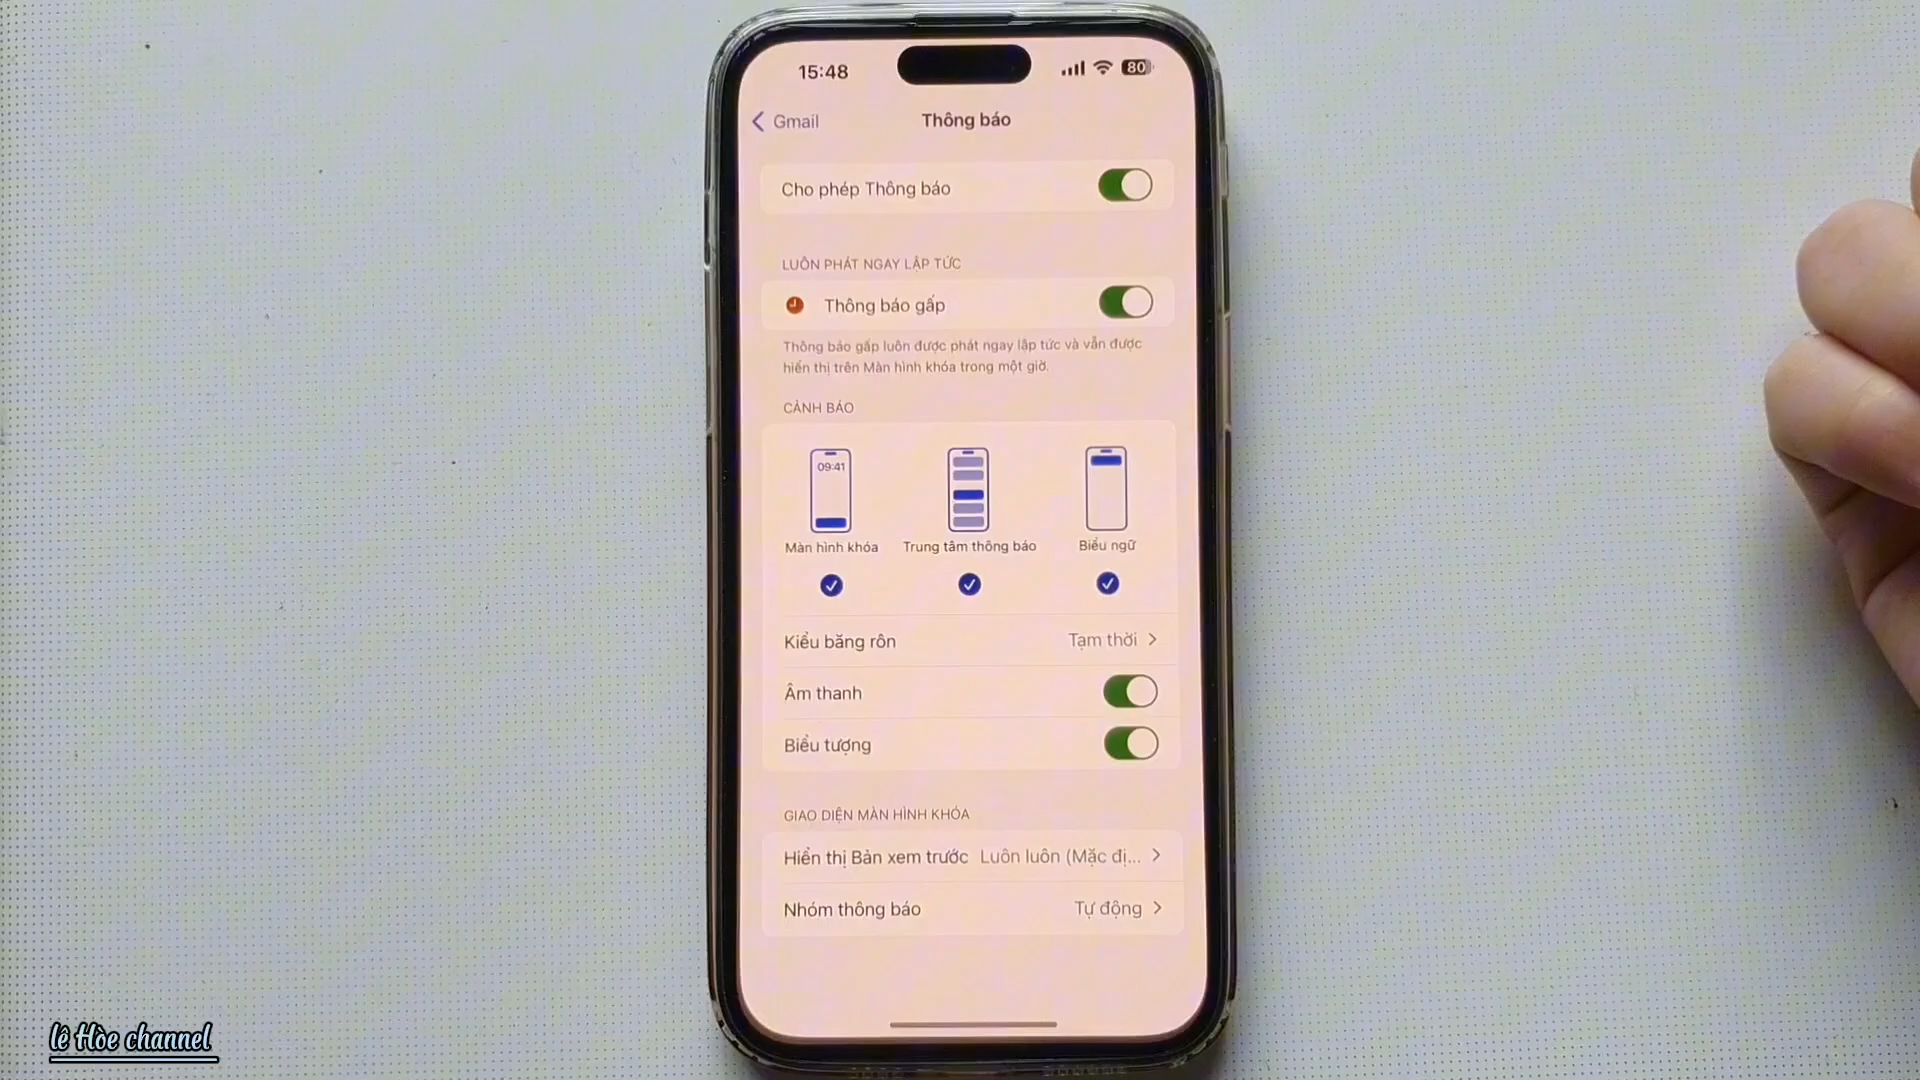 15:48
80
Gmail
Thông báo
Cho phép Thông báo
LUÔN PHÁT NGAY LẬP TỨC
Thông báo gấp
Thông báo gấp luôn được phát ngay lập tức và vẫn được
hiển thị trên Màn hình khóa trong một giờ.
CẢNH BÁO
09:41
Màn hình khóa
Trung tâm thông báo
Biểu ngữ
Kiểu băng rôn
Tạm thời
Âm thanh
Biểu tượng
GIAO DIỆN MÀN HÌNH KHÓA
Hiển thị Bản xem trước
Luôn luôn (Mặc đị...
Nhóm thông báo
Tự động
lê Hòe channel